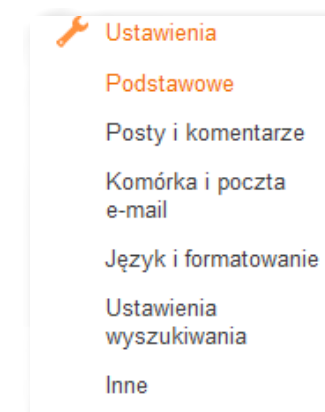 Ustawienia
Podstawowe
Posty i komentarze
Komórka i poczta
e-mail
Język i formatowanie
Ustawienia
wyszukiwania
Inne